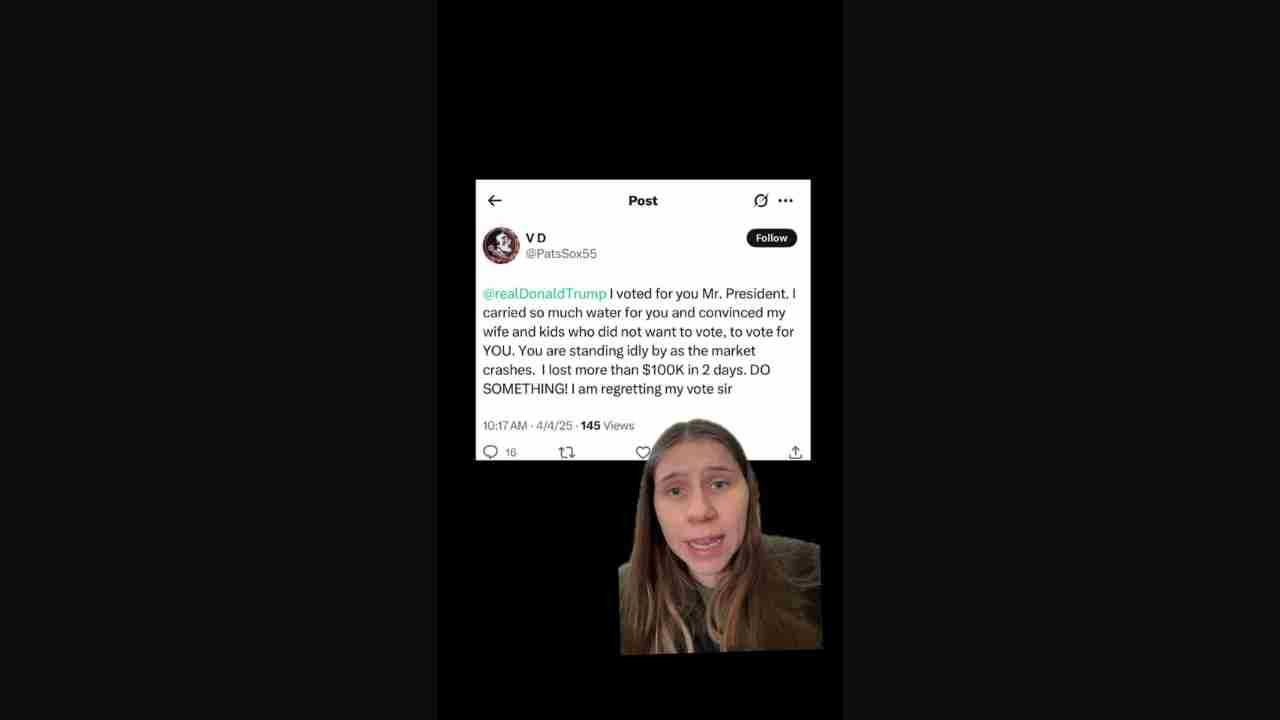 Post
V D
@PatsSox55
Follow
@realDonaldTrump I voted for you Mr. President. I
carried so much water for you and convinced my
wife and kids who did not want to vote, to vote for
YOU. You are standing idly by as the market
crashes.  I lost more than $100K in 2 days. DO
SOMETHING! I am regretting my vote sir
10:17 AM · 4/4/25 · 145 Views
16